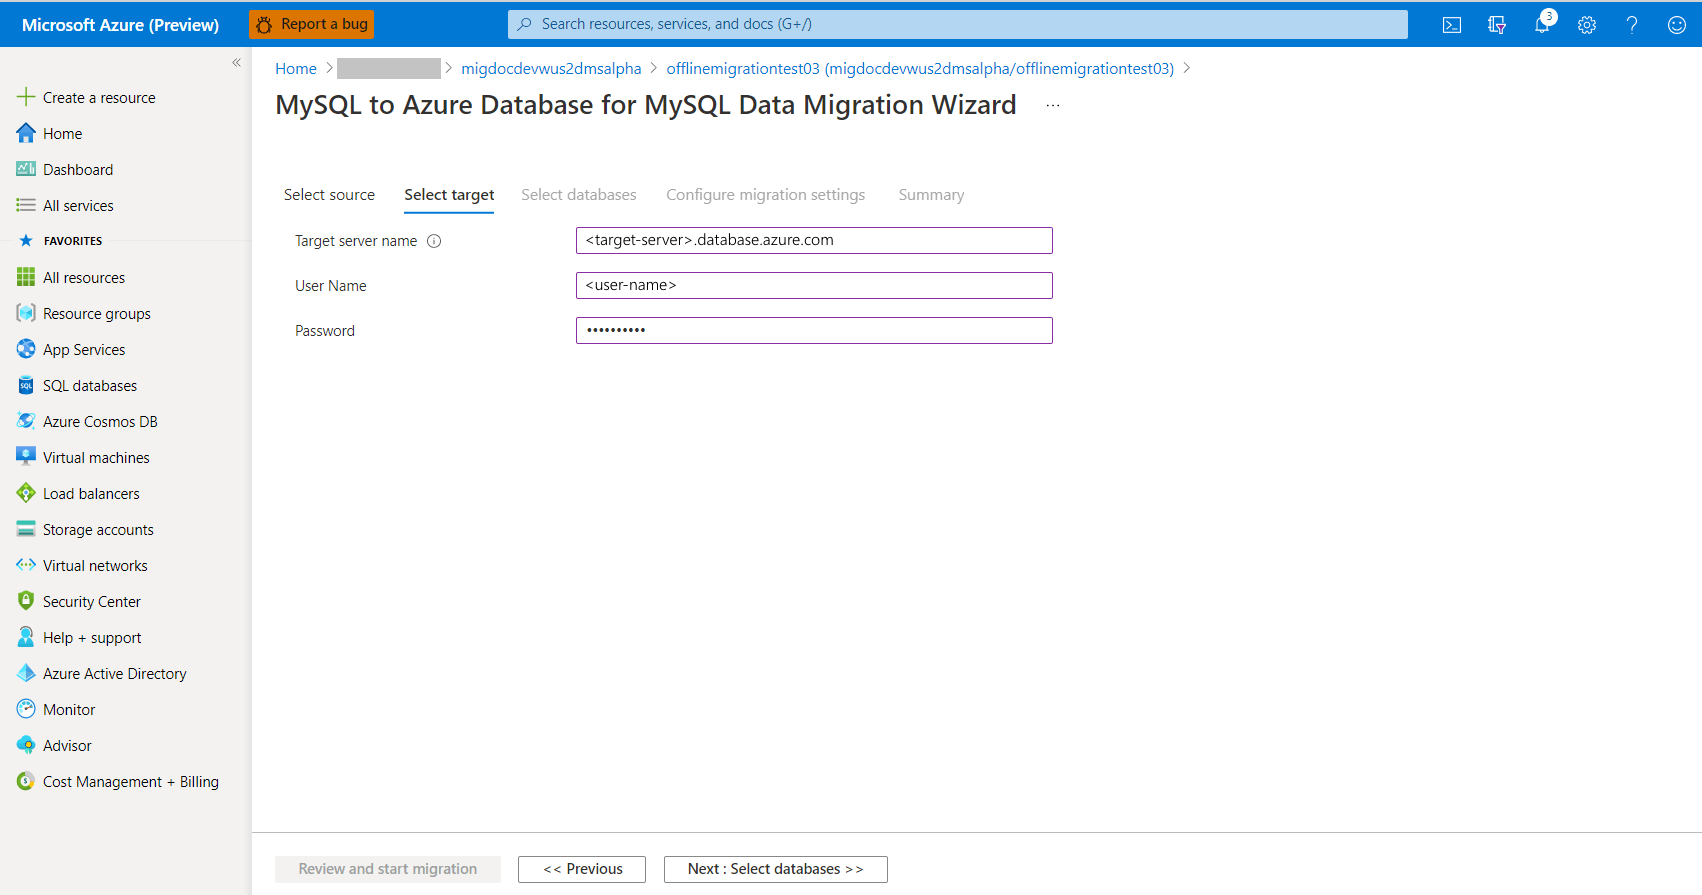 Microsoft Azure (Preview)
Report a bug
Search resources, services, and docs (G+/)
3
Home > migdocdevwus2dmsalpha > offlinemigrationtest03 (migdocdevwus2dmsalpha/offlinemigrationtest03) >
MySQL to Azure Database for MySQL Data Migration Wizard ...
Create a resource
Home
Dashboard
All services
FAVORITES
All resources
Resource groups
App Services
SQL
SQL databases
Azure Cosmos DB
Virtual machines
Load balancers
Storage accounts
Virtual networks
Security Center
Help + support
Azure Active Directory
Monitor
Advisor
Cost Management + Billing
Select source
Select target
Select databases
Configure migration settings
Summary
Target server name
<target-server>.database.azure.com
User Name
<user-name>
Password
••••••••••
Review and start migration
<< Previous
Next : Select databases >>